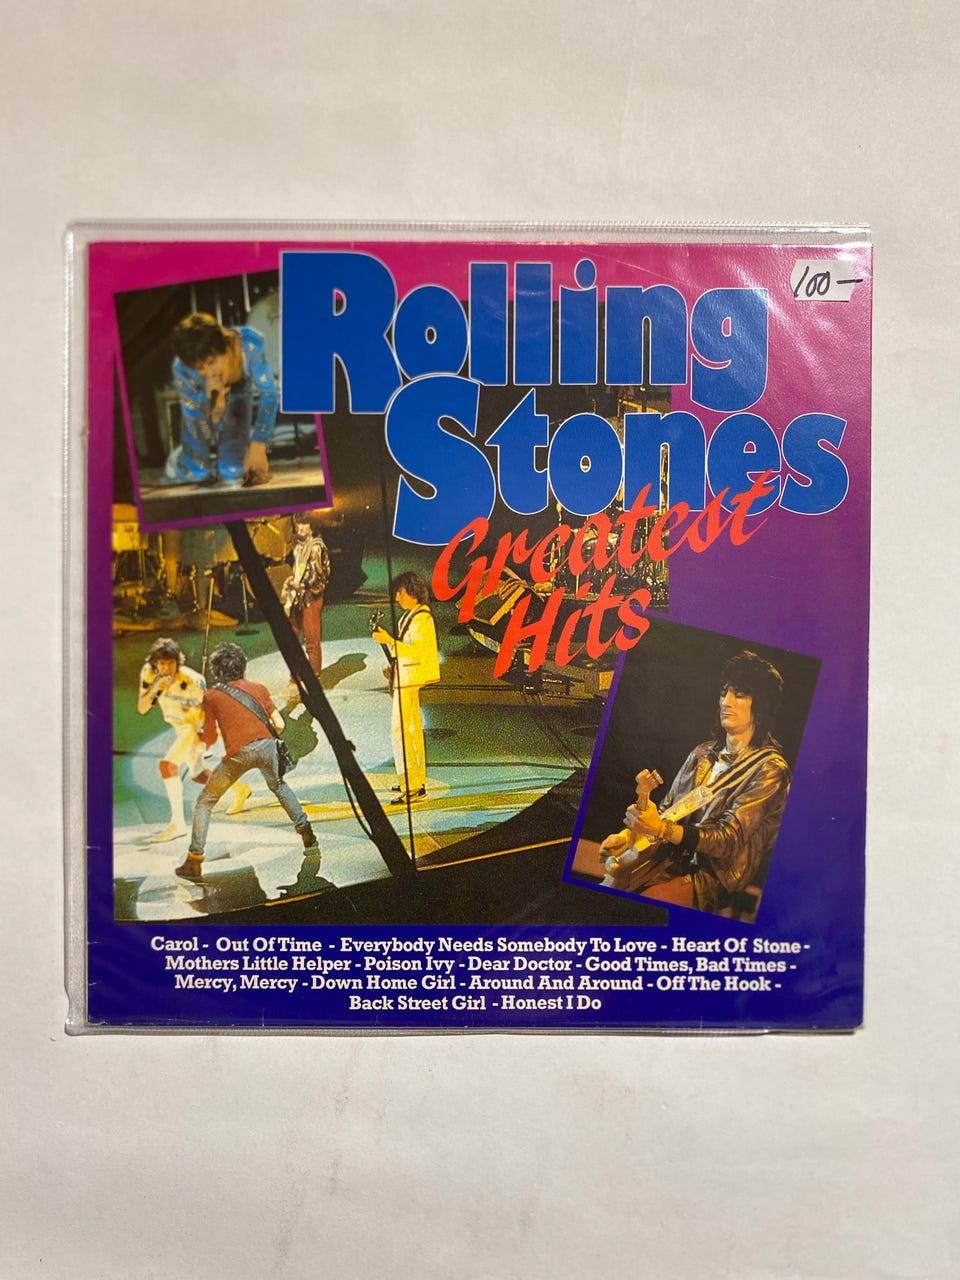 100-
Rolling
Stones
Greatest
Hits
Carol - Out Of Time - Everybody Needs Somebody To Love - Heart Of Stone -
Mothers Little Helper - Poison Ivy - Dear Doctor - Good Times, Bad Times -
Mercy, Mercy - Down Home Girl - Around And Around - Off The Hook -
Back Street Girl - Honest I Do